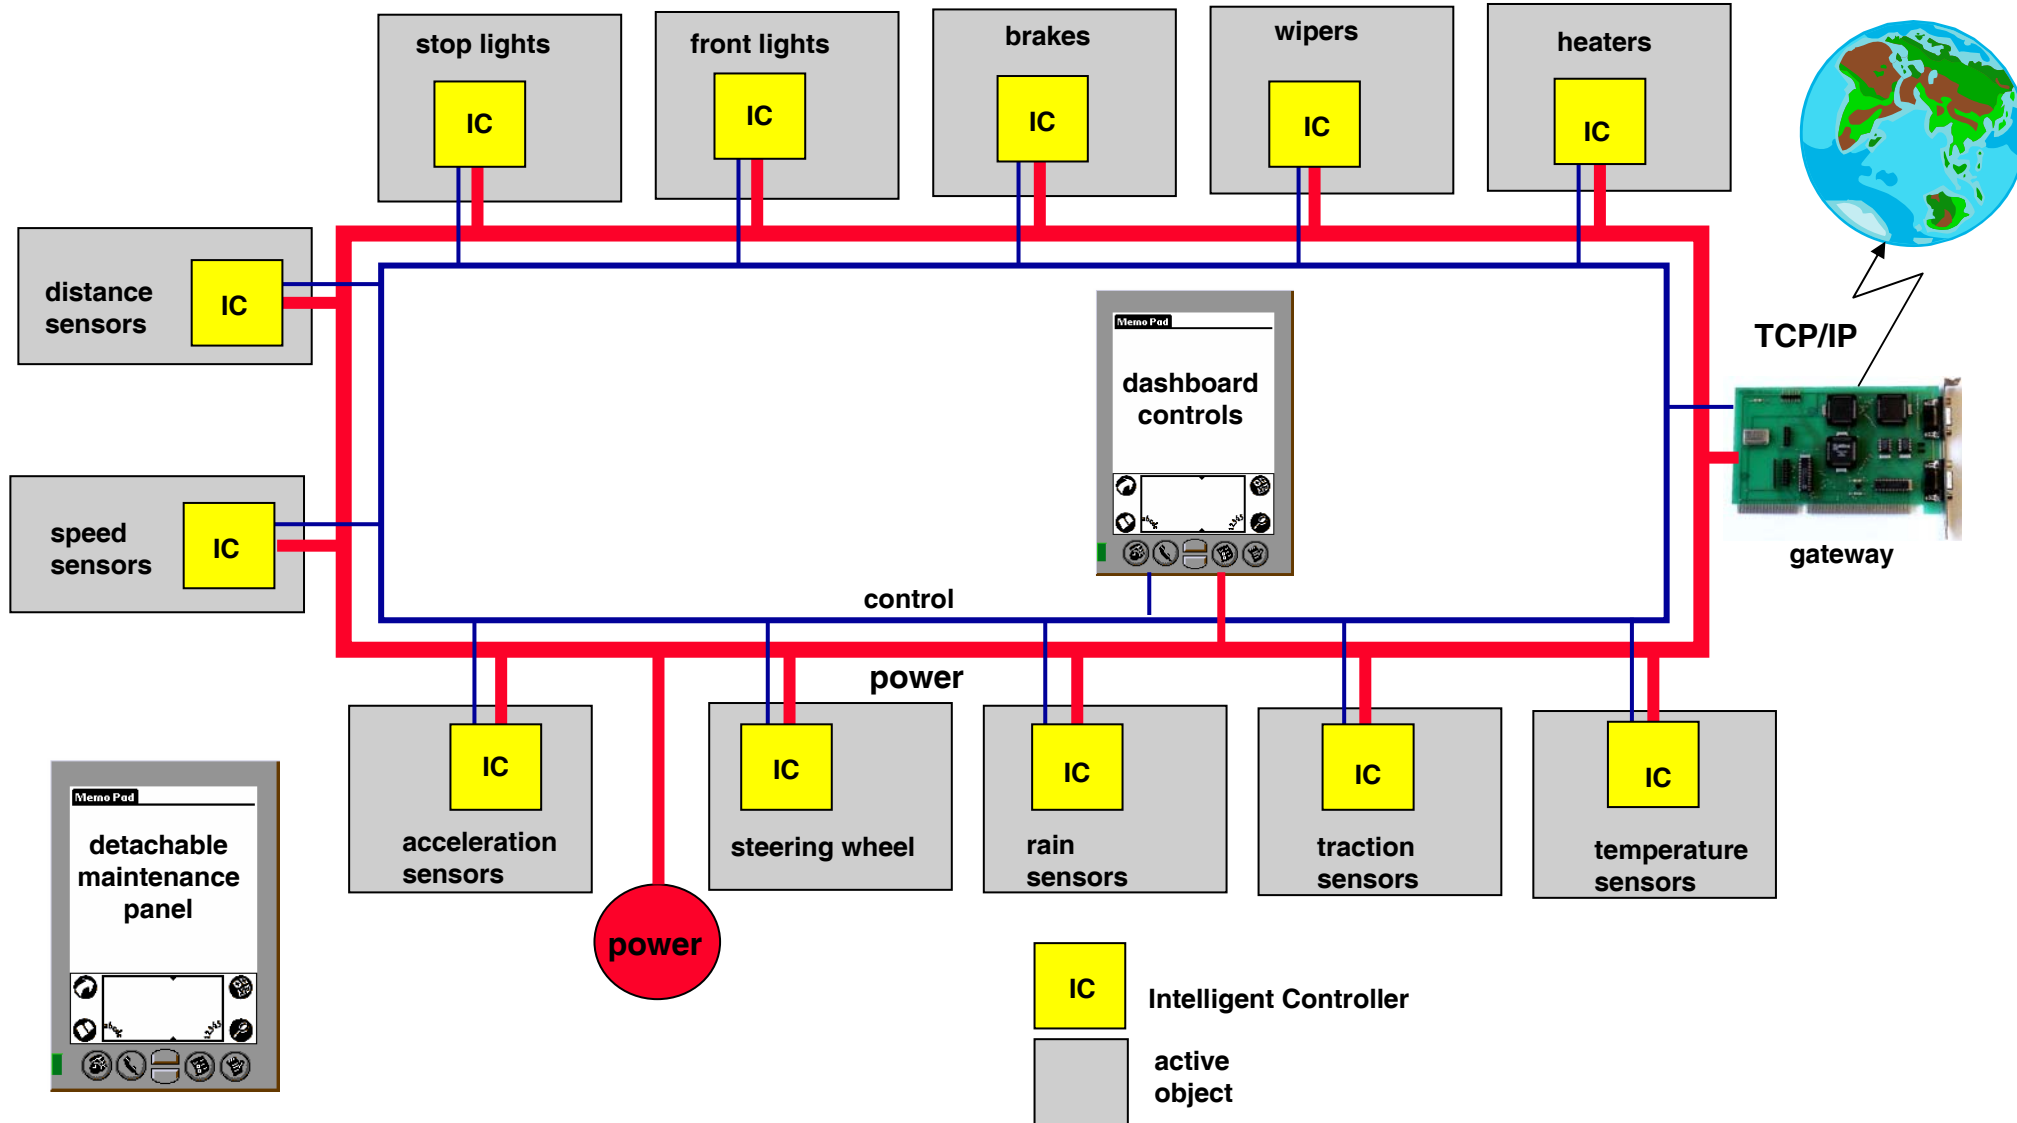 stop lights
front lights
brakes
wipers
heaters
IC
IC
IC
IC
IC
distance
sensors
IC
Memo Pad
dashboard
controls
TCP/IP
speed
sensors
IC
gateway
control
power
IC
IC
IC
IC
IC
acceleration
sensors
steering wheel
rain
sensors
traction
sensors
temperature
sensors
Memo Pad
detachable
maintenance
panel
power
IC
Intelligent Controller
active
object